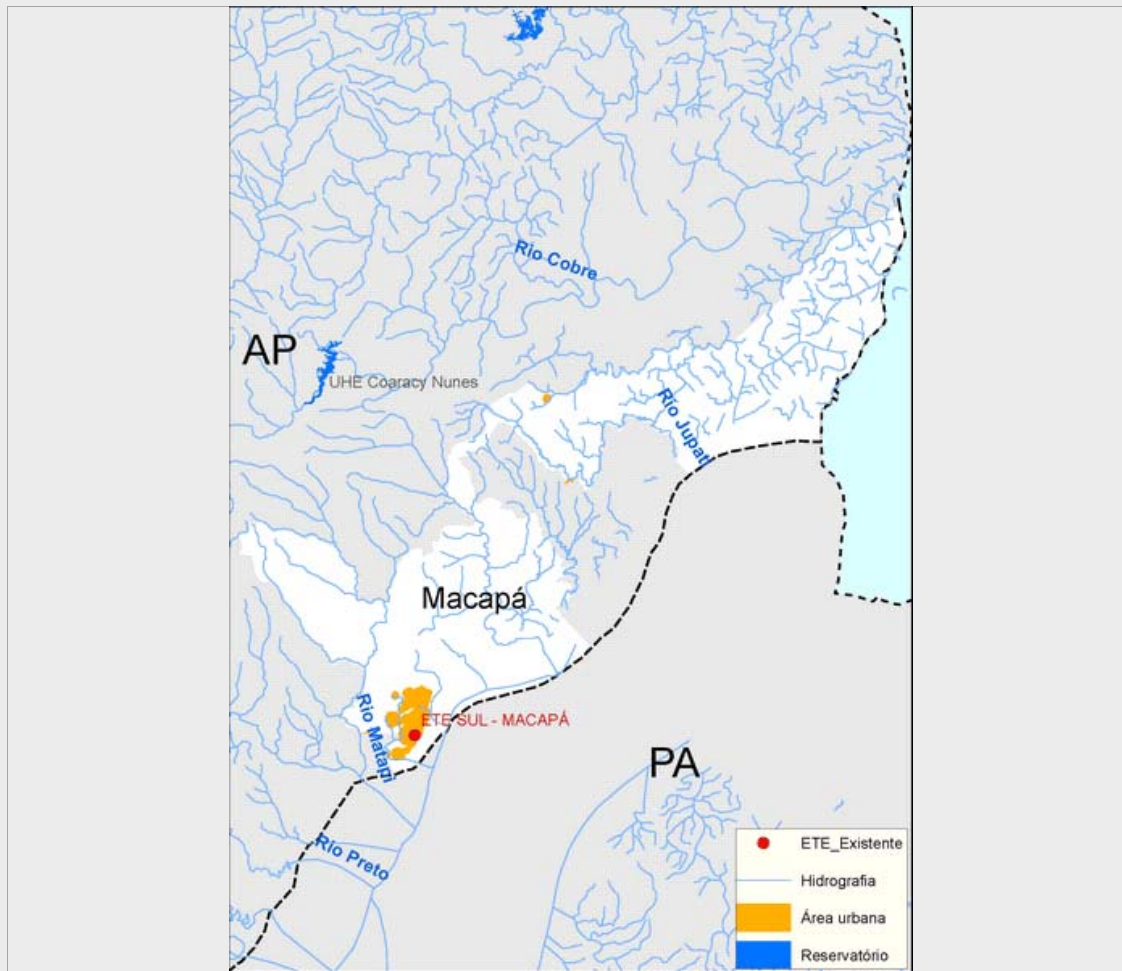 Rio Cobre
AP
UHE Coaracy Nunes
Rio Jupati
Macapá
Rio Matapi
ETE SUL - MACAPÁ
PA
Rio Preto
ETE_Existente
Hidrografia
Área urbana
Reservatório